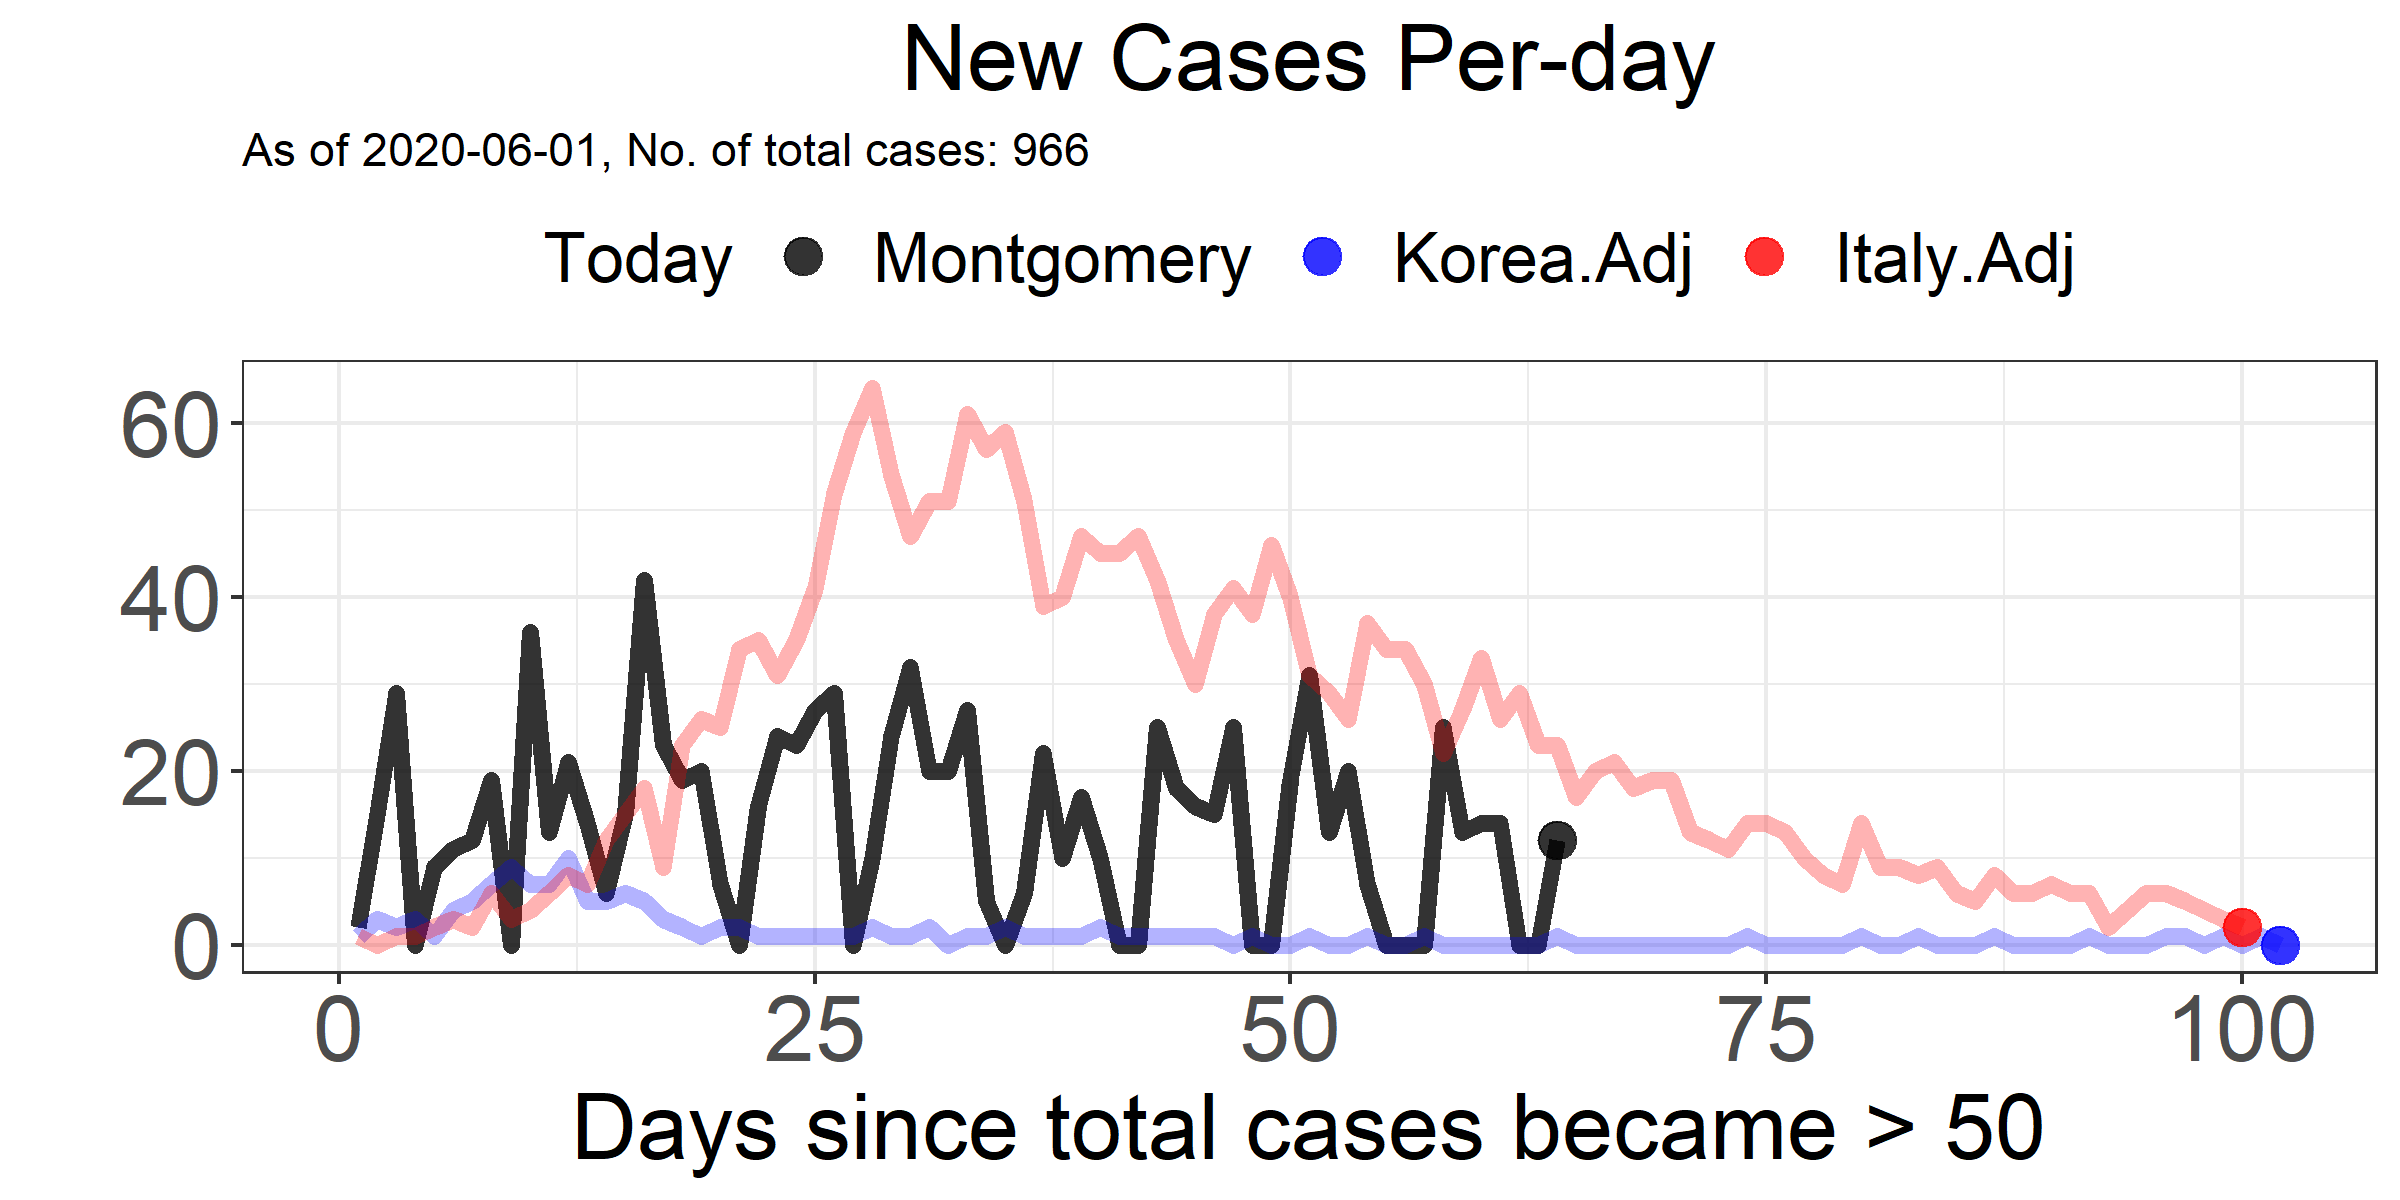 New Cases Per-day
As of 2020-06-01, No. of total cases: 966
Today Montgomery Korea.Adj Italy.Adj
60
40
20
0
0 25 50 75 100
Days since total cases became > 50